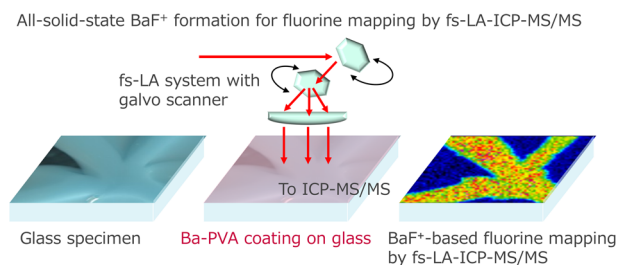 All-solid-state BaF⁺ formation for fluorine mapping by fs-LA-ICP-MS/MS
fs-LA system with
galvo scanner
To ICP-MS/MS
Glass specimen
Ba-PVA coating on glass
BaF⁺-based fluorine mapping
by fs-LA-ICP-MS/MS